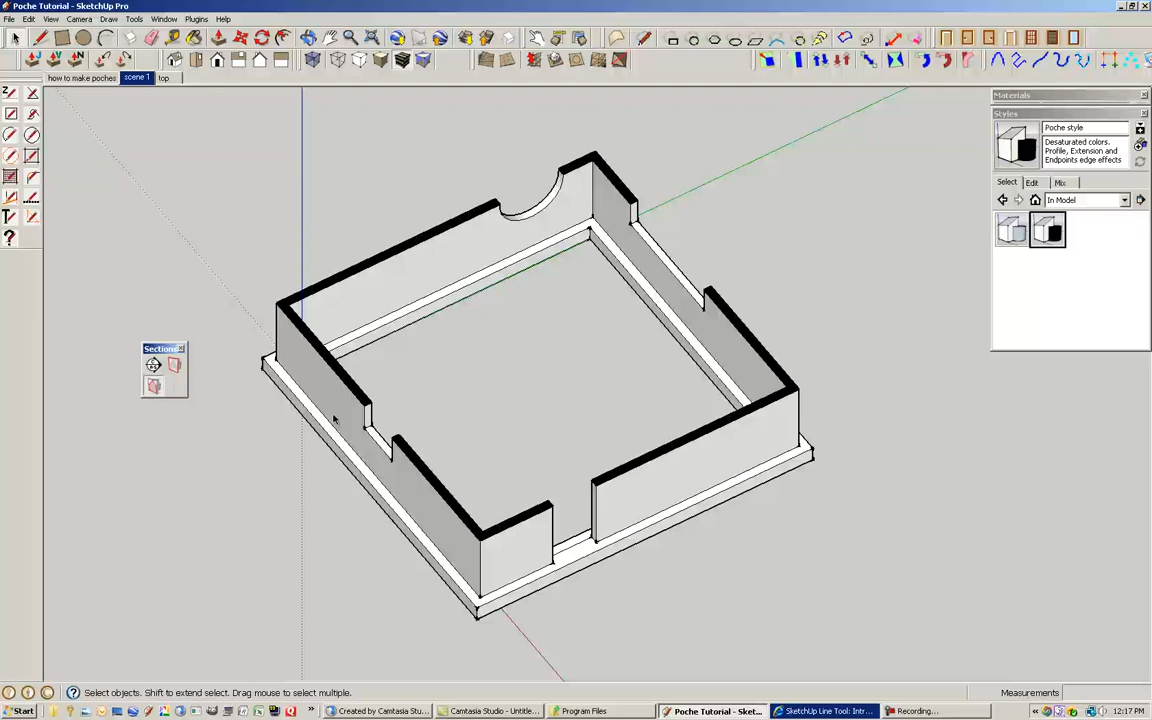 Poche Tutorial - SketchUp Pro
File Edit View Camera Draw Tools Window Plugins Help
how to make poches scene 1 top
Materials
Styles
Poche style
Desaturated colors.
Profile, Extension and
Endpoints edge effects
Select Edit Mix
In Model
Sections
Select objects. Shift to extend select. Drag mouse to select multiple.
Measurements
Start
Created by Camtasia Stu...
Camtasia Studio - Untitle...
Program Files
Poche Tutorial - Sket...
SketchUp Line Tool: Intr...
Recording...
12:17 PM